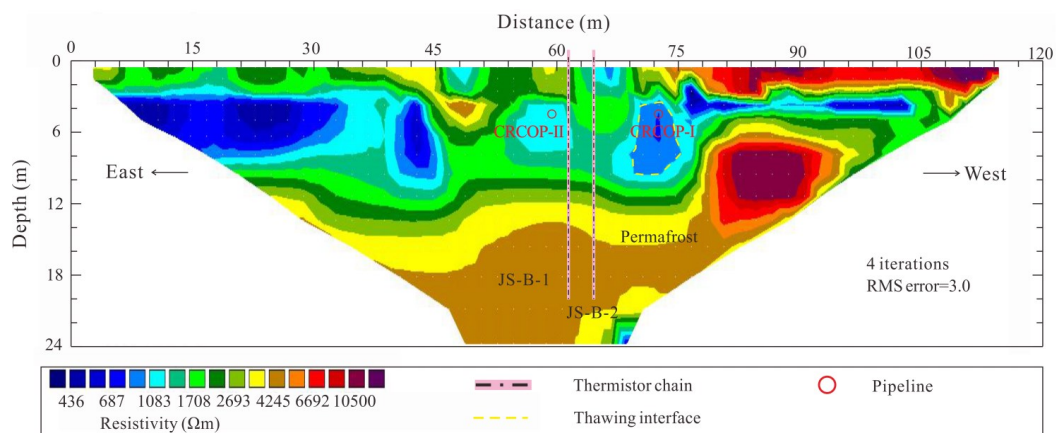 Distance (m)
0 15 30 45 60 75 90 105 120
Depth (m)
0
6
12
18
24
CRCOP-II
CRCOP-I
East ←
→ West
Permafrost
JS-B-1
JS-B-2
4 iterations
RMS error=3.0
436 687 1083 1708 2693 4245 6692 10500
Resistivity (Ωm)
Thermistor chain
Pipeline
Thawing interface